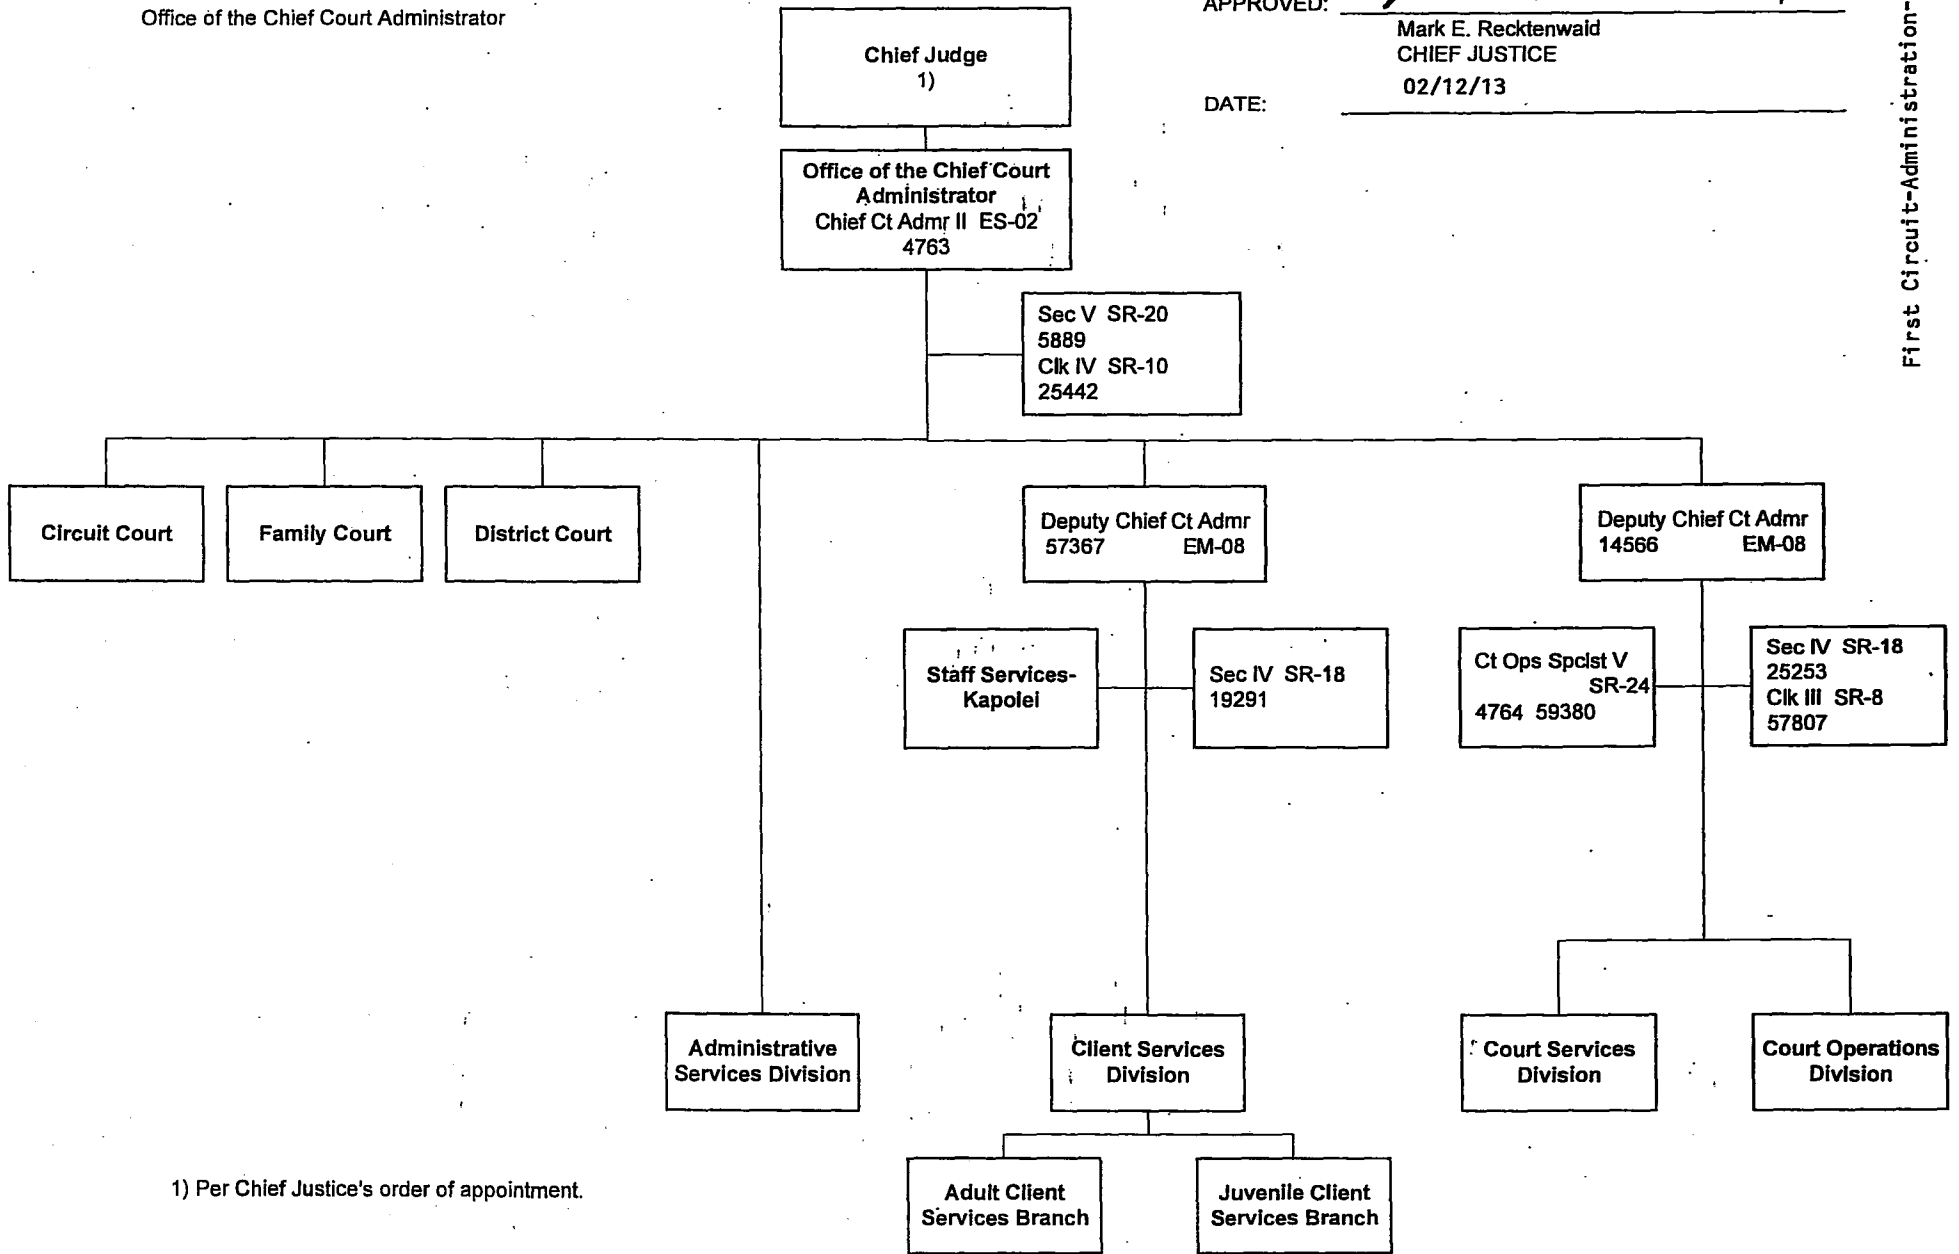 Office of the Chief Court Administrator
APPROVED:
Mark E. Recktenwald
CHIEF JUSTICE
02/12/13
DATE:
First Circuit-Administration-
Chief Judge
1)
Office of the Chief Court
Administrator
Chief Ct Admr II ES-02
4763
Sec V SR-20
5889
Clk IV SR-10
25442
Circuit Court
Family Court
District Court
Deputy Chief Ct Admr
57367 EM-08
Deputy Chief Ct Admr
14566 EM-08
Staff Services-
Kapolei
Sec IV SR-18
19291
Ct Ops Spclst V
SR-24
4764 59380
Sec IV SR-18
25253
Clk III SR-8
57807
Administrative
Services Division
Client Services
Division
Court Services
Division
Court Operations
Division
Adult Client
Services Branch
Juvenile Client
Services Branch
1) Per Chief Justice's order of appointment.